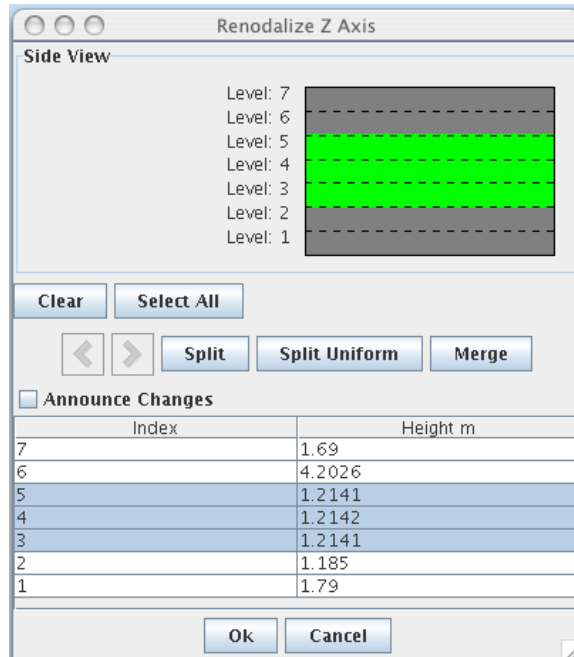 Renodalize Z Axis
Side View
Level: 7
Level: 6
Level: 5
Level: 4
Level: 3
Level: 2
Level: 1
Clear Select All
Split Split Uniform Merge
Announce Changes
Index Height m
7 1.69
6 4.2026
5 1.2141
4 1.2142
3 1.2141
2 1.185
1 1.79
Ok Cancel